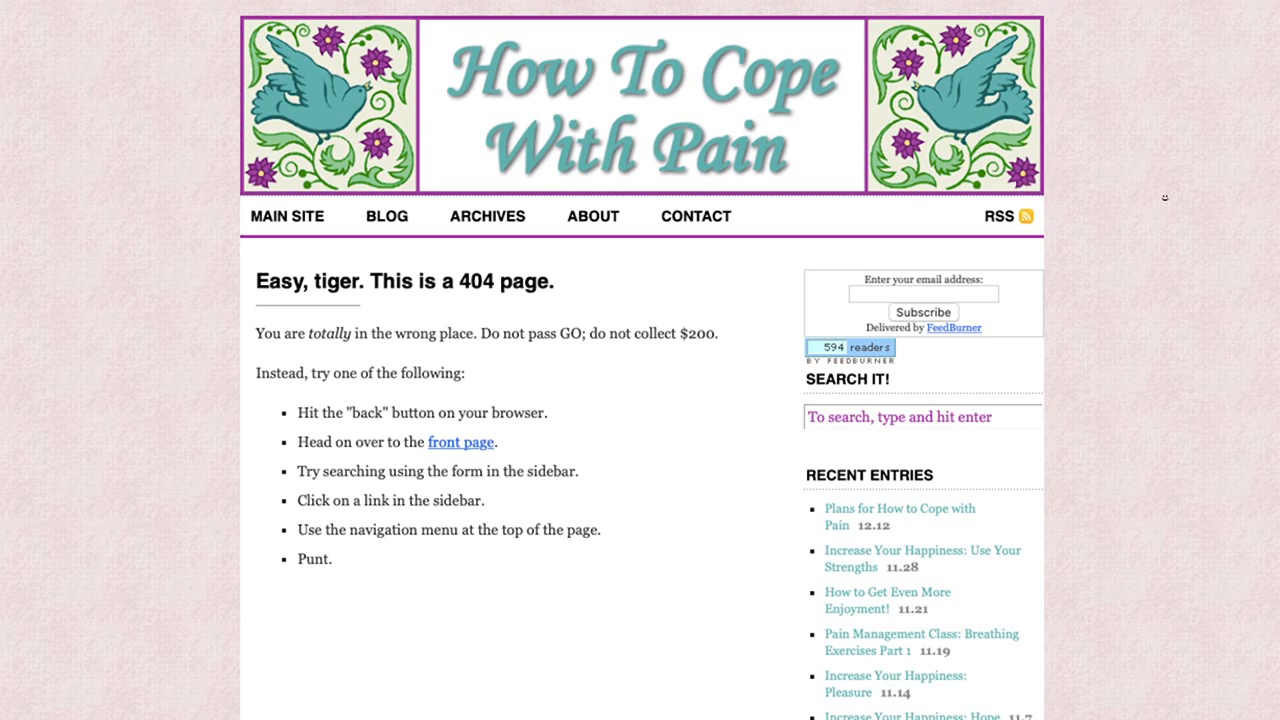 How To Cope
With Pain
MAIN SITE BLOG ARCHIVES ABOUT CONTACT RSS
Easy, tiger. This is a 404 page.
You are totally in the wrong place. Do not pass GO; do not collect $200.
Instead, try one of the following:
Hit the "back" button on your browser.
Head on over to the front page.
Try searching using the form in the sidebar.
Click on a link in the sidebar.
Use the navigation menu at the top of the page.
Punt.
Enter your email address:
Subscribe
Delivered by FeedBurner
594 readers
BY FEEDBURNER
SEARCH IT!
To search, type and hit enter
RECENT ENTRIES
Plans for How to Cope with
Pain 12.12
Increase Your Happiness: Use Your
Strengths 11.28
How to Get Even More
Enjoyment! 11.21
Pain Management Class: Breathing
Exercises Part 1 11.19
Increase Your Happiness:
Pleasure 11.14
Increase Your Happiness: Hope 11.7